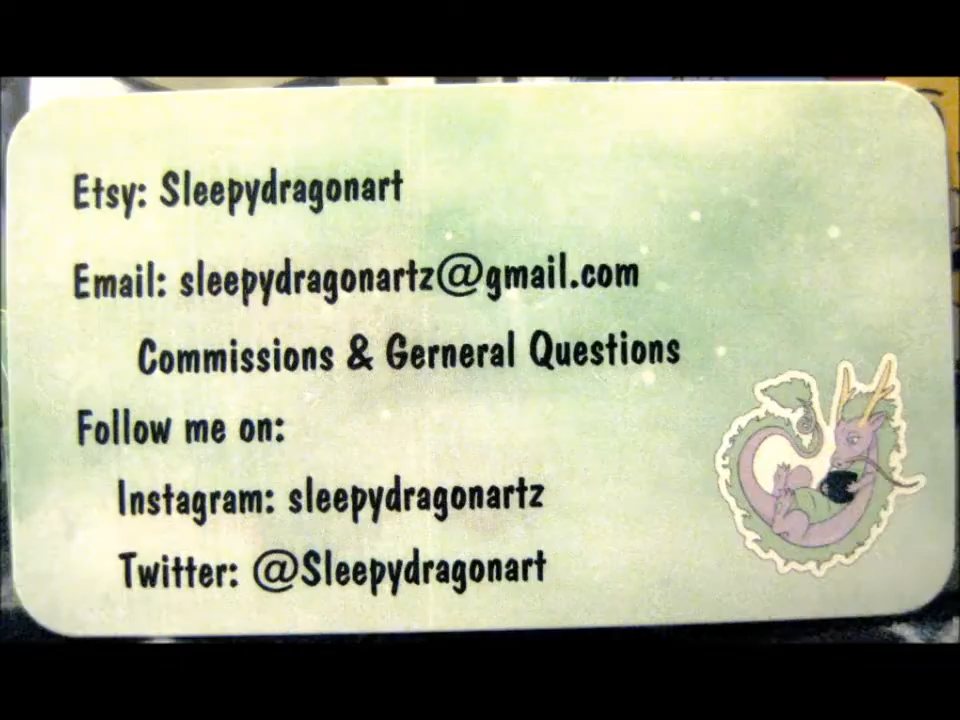 Etsy: Sleepydragonart
Email: sleepydragonartz@gmail.com
Commissions & Gerneral Questions
Follow me on:
Instagram: sleepydragonartz
Twitter: @Sleepydragonart